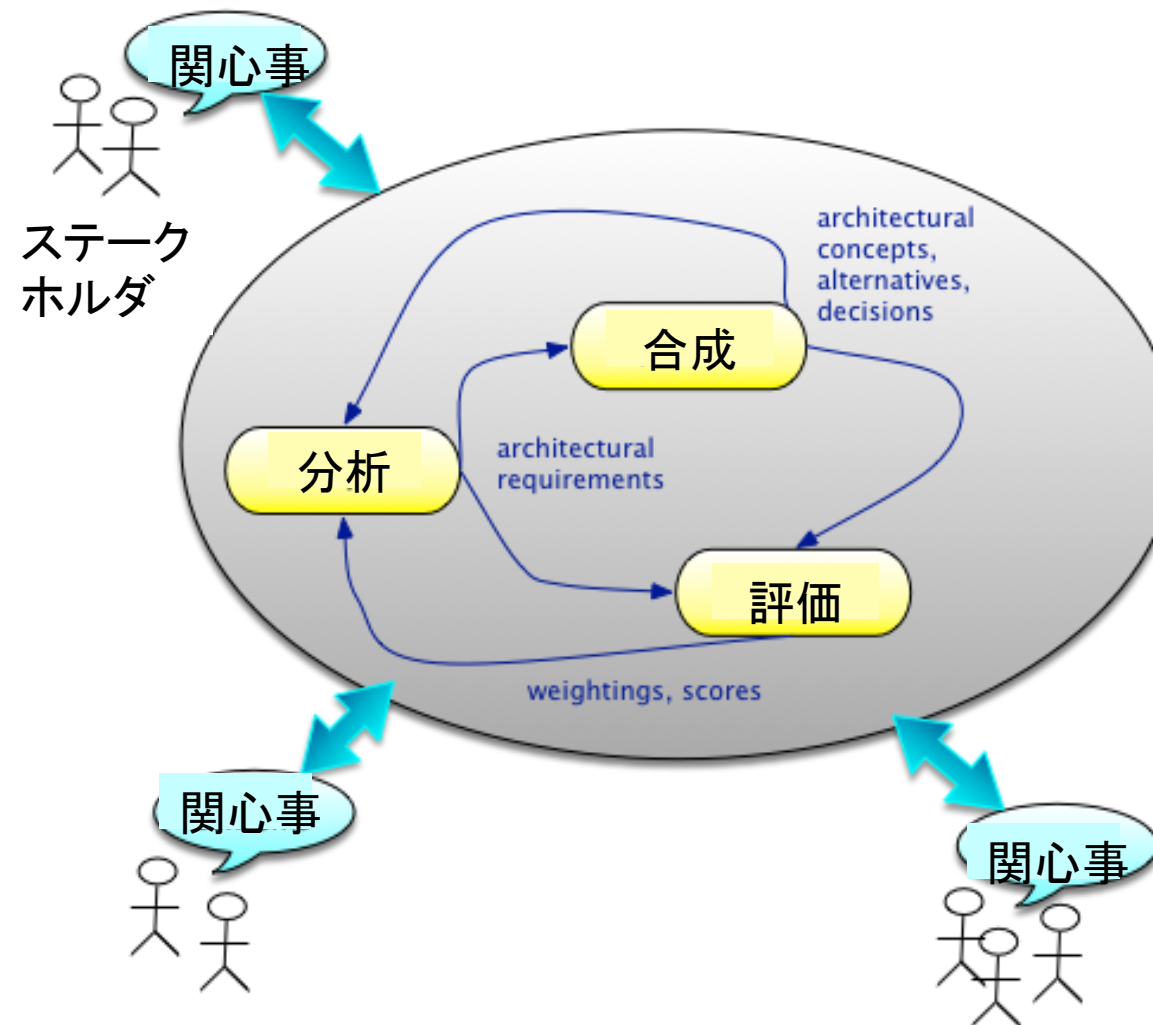 関心事
ステーク
ホルダ
architectural
concepts,
alternatives,
decisions
合成
分析
architectural
requirements
評価
weightings, scores
関心事
関心事